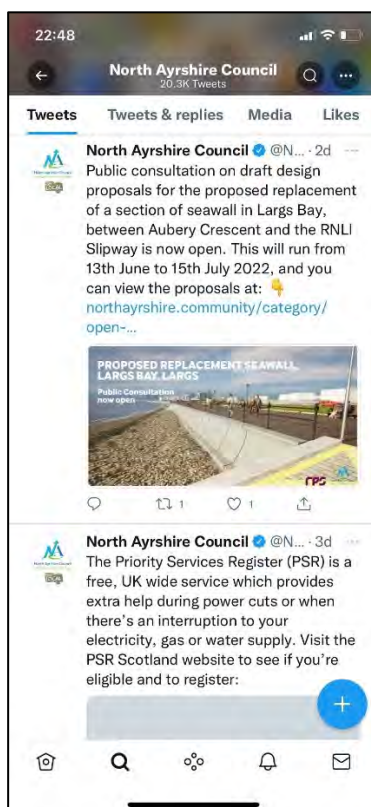 22:48
North Ayrshire Council
20.3K Tweets
Tweets
Tweets & replies
Media
Likes
North Ayrshire Council @N... · 2d
Public consultation on draft design
proposals for the proposed replacement
of a section of seawall in Largs Bay,
between Aubery Crescent and the RNLI
Slipway is now open. This will run from
13th June to 15th July 2022, and you
can view the proposals at: 👇
northayrshire.community/category/
open-...
PROPOSED REPLACEMENT SEAWALL,
LARGS BAY, LARGS
Public Consultation
now open
rps
1
1
North Ayrshire Council @N... · 3d
The Priority Services Register (PSR) is a
free, UK wide service which provides
extra help during power cuts or when
there's an interruption to your
electricity, gas or water supply. Visit the
PSR Scotland website to see if you're
eligible and to register: